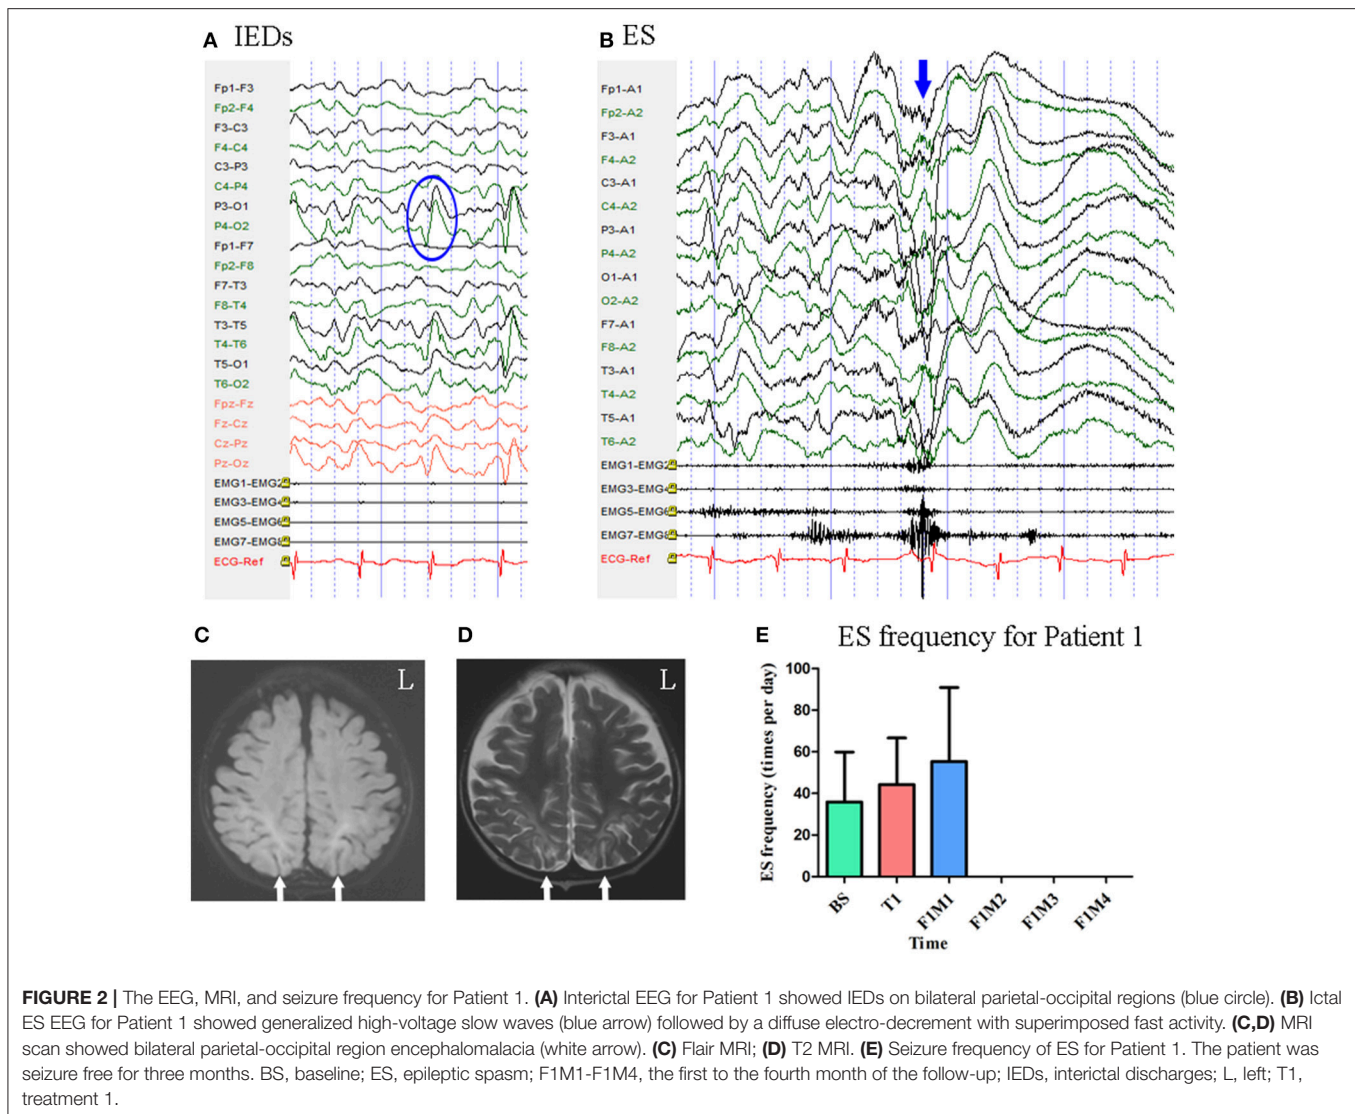 A IEDs
Fp1-F3
Fp2-F4
F3-C3
F4-C4
C3-P3
C4-P4
P3-O1
P4-O2
Fp1-F7
Fp2-F8
F7-T3
F8-T4
T3-T5
T4-T6
T5-O1
T6-O2
Fpz-Fz
Fz-Cz
Cz-Pz
Pz-Oz
EMG1-EMG2
EMG3-EMG4
EMG5-EMG6
EMG7-EMG8
ECG-Ref
B ES
Fp1-A1
Fp2-A2
F3-A1
F4-A2
C3-A1
C4-A2
P3-A1
P4-A2
O1-A1
O2-A2
F7-A1
F8-A2
T3-A1
T4-A2
T5-A1
T6-A2
EMG1-EMG2
EMG3-EMG4
EMG5-EMG6
EMG7-EMG8
ECG-Ref
C
L
D
L
E ES frequency for Patient 1
ES frequency (times per day)
100
80
60
40
20
0
BS T1 F1M1 F1M2 F1M3 F1M4
Time
FIGURE 2 | The EEG, MRI, and seizure frequency for Patient 1. (A) Interictal EEG for Patient 1 showed IEDs on bilateral parietal-occipital regions (blue circle). (B) Ictal
ES EEG for Patient 1 showed generalized high-voltage slow waves (blue arrow) followed by a diffuse electro-decrement with superimposed fast activity. (C,D) MRI
scan showed bilateral parietal-occipital region encephalomalacia (white arrow). (C) Flair MRI; (D) T2 MRI. (E) Seizure frequency of ES for Patient 1. The patient was
seizure free for three months. BS, baseline; ES, epileptic spasm; F1M1-F1M4, the first to the fourth month of the follow-up; IEDs, interictal discharges; L, left; T1,
treatment 1.